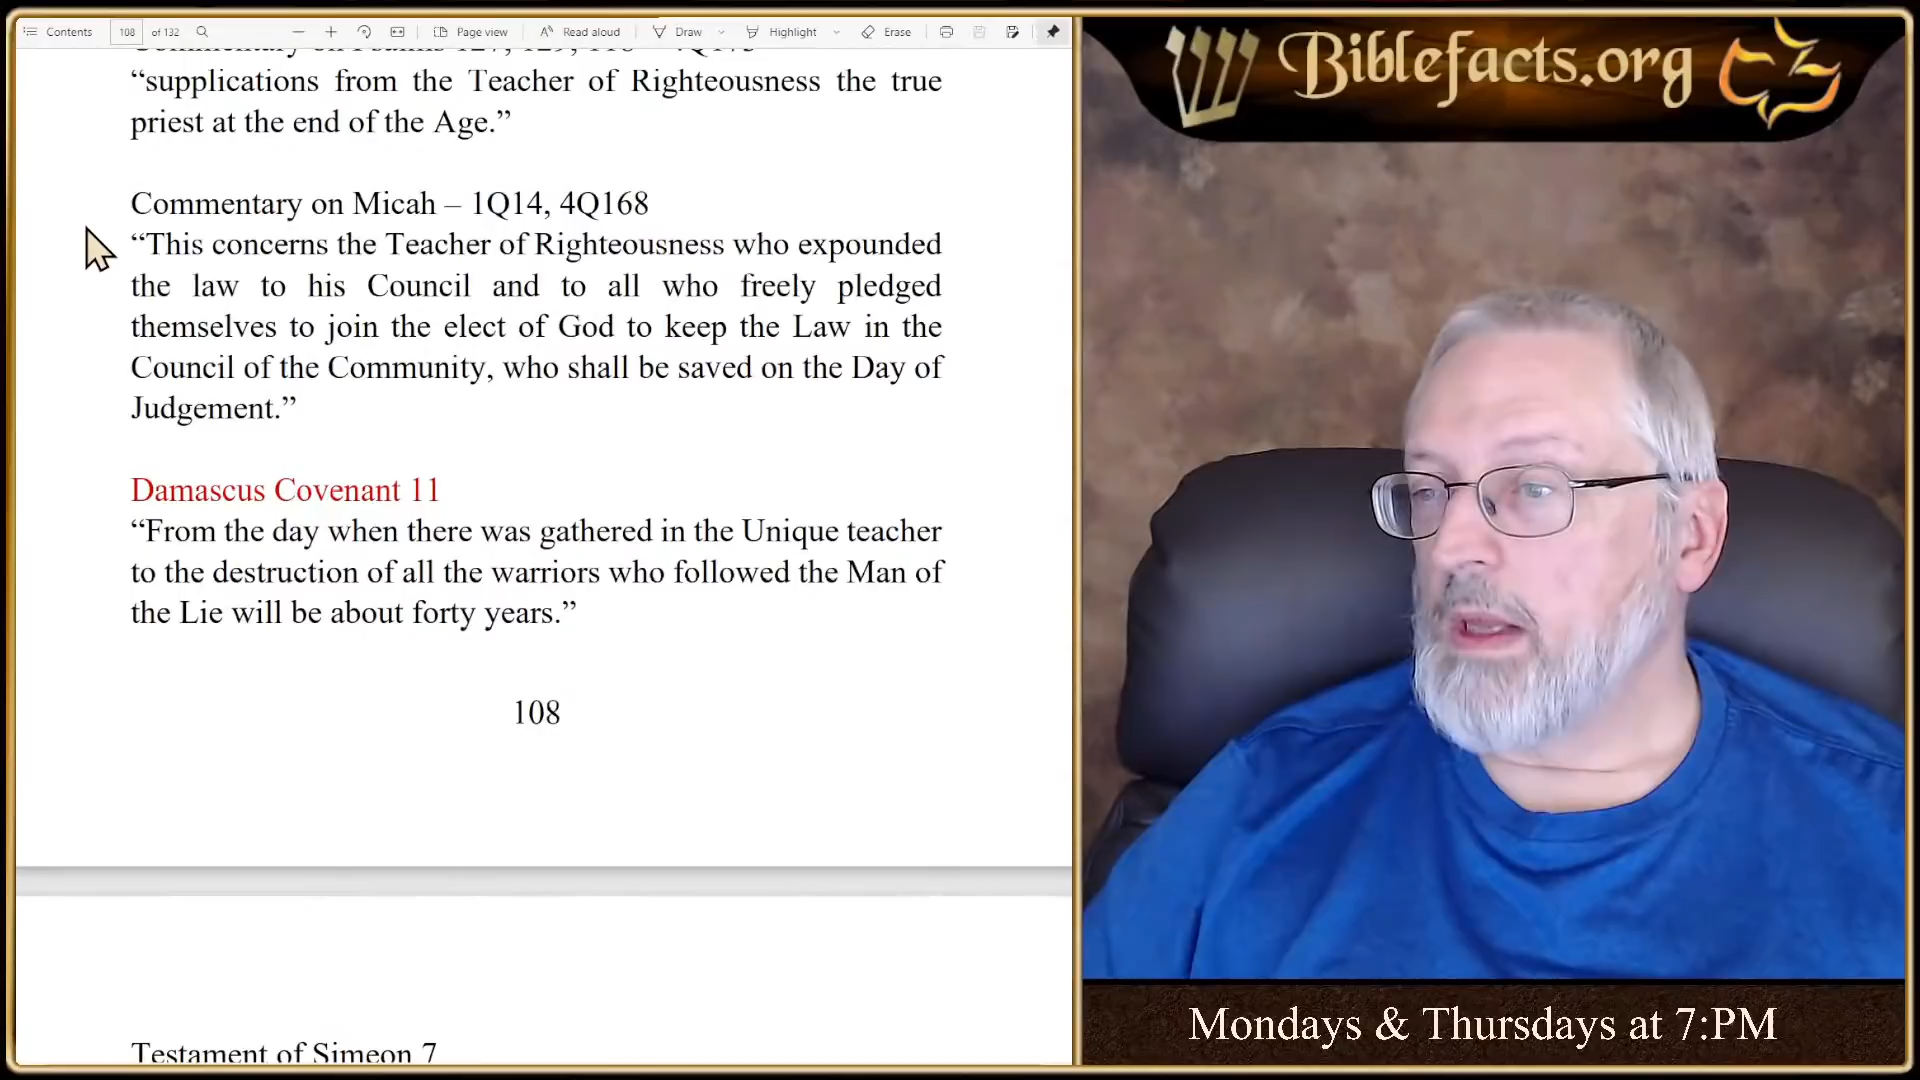 Contents 108 of 132 Page view Read aloud Draw Highlight Erase
“supplications from the Teacher of Righteousness the true
priest at the end of the Age.”
Commentary on Micah – 1Q14, 4Q168
“This concerns the Teacher of Righteousness who expounded
the law to his Council and to all who freely pledged
themselves to join the elect of God to keep the Law in the
Council of the Community, who shall be saved on the Day of
Judgement.”
Damascus Covenant 11
“From the day when there was gathered in the Unique teacher
to the destruction of all the warriors who followed the Man of
the Lie will be about forty years.”
108
Testament of Simeon 7
ש Biblefacts.org
Mondays & Thursdays at 7:PM